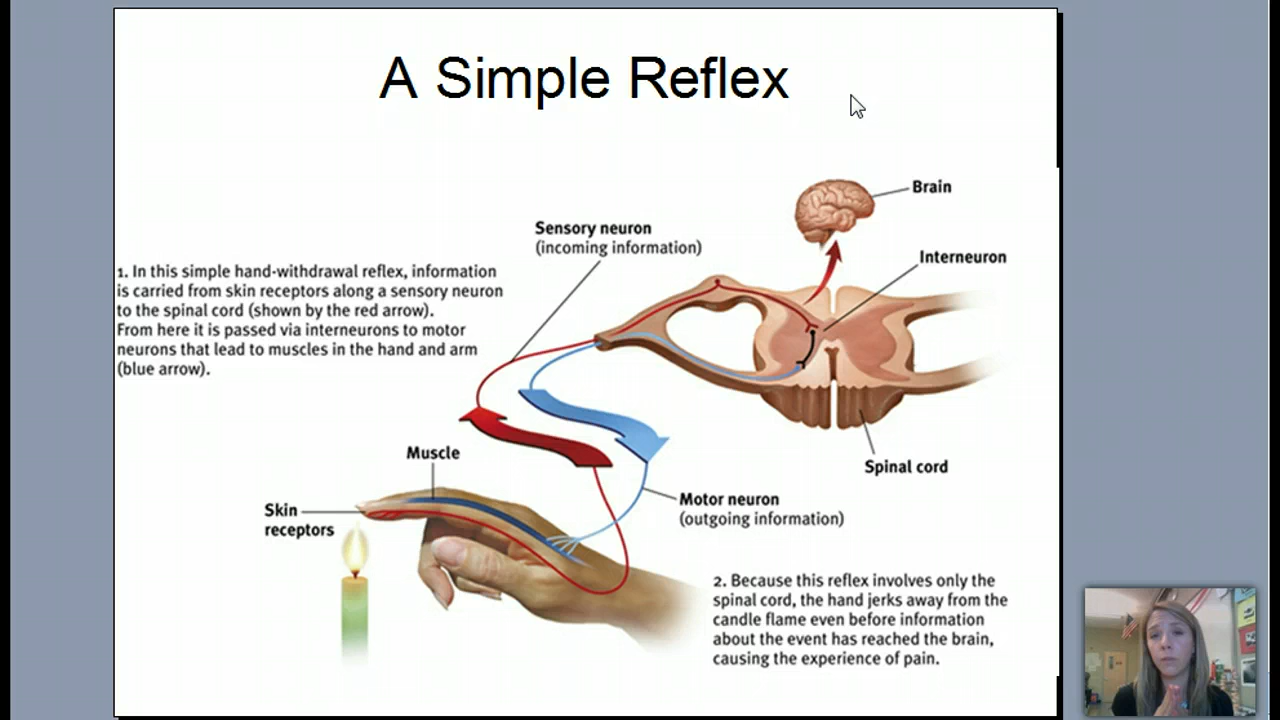 A Simple Reflex
Brain
Sensory neuron
(incoming information)
Interneuron
1. In this simple hand-withdrawal reflex, information
is carried from skin receptors along a sensory neuron
to the spinal cord (shown by the red arrow).
From here it is passed via interneurons to motor
neurons that lead to muscles in the hand and arm
(blue arrow).
Muscle
Spinal cord
Skin
receptors
Motor neuron
(outgoing information)
2. Because this reflex involves only the
spinal cord, the hand jerks away from the
candle flame even before information
about the event has reached the brain,
causing the experience of pain.